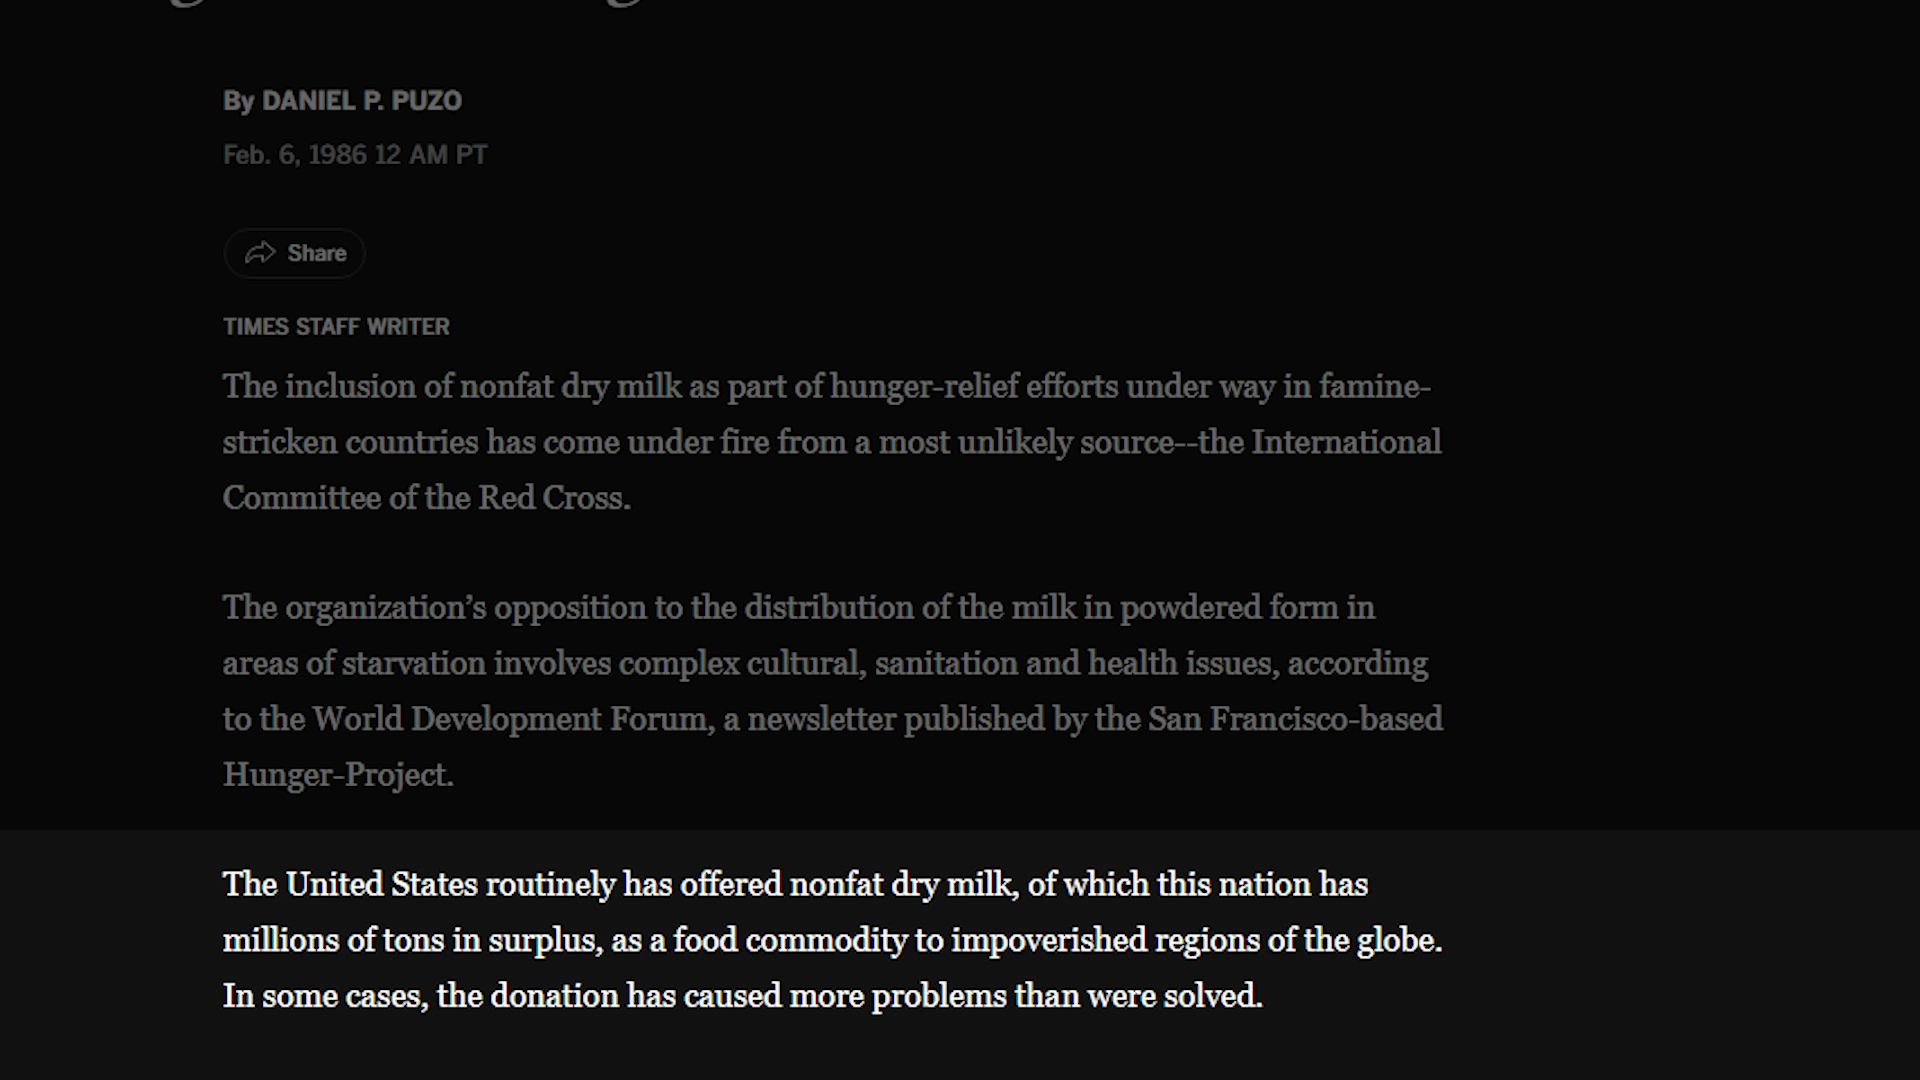 By DANIEL P. PUZO
Feb. 6, 1986 12 AM PT
Share
TIMES STAFF WRITER
The inclusion of nonfat dry milk as part of hunger-relief efforts under way in famine-
stricken countries has come under fire from a most unlikely source--the International
Committee of the Red Cross.
The organization’s opposition to the distribution of the milk in powdered form in
areas of starvation involves complex cultural, sanitation and health issues, according
to the World Development Forum, a newsletter published by the San Francisco-based
Hunger-Project.
The United States routinely has offered nonfat dry milk, of which this nation has
millions of tons in surplus, as a food commodity to impoverished regions of the globe.
In some cases, the donation has caused more problems than were solved.